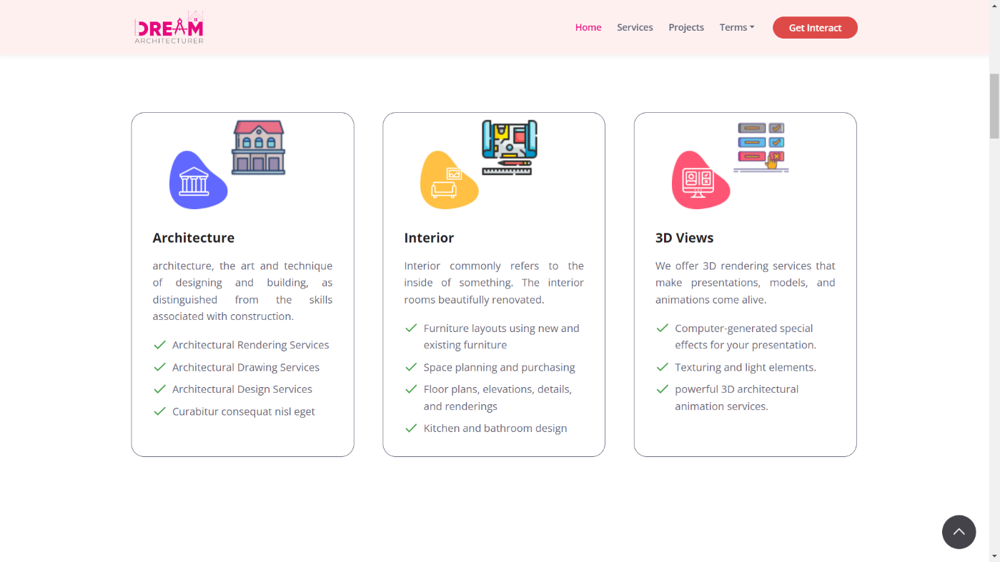 DREAM
ARCHITECTURER
Home
Services
Projects
Terms
Get Interact
Architecture
architecture, the art and technique
of designing and building, as
distinguished from the skills
associated with construction.
Architectural Rendering Services
Architectural Drawing Services
Architectural Design Services
Curabitur consequat nisl eget
Interior
Interior commonly refers to the
inside of something. The interior
rooms beautifully renovated.
Furniture layouts using new and
existing furniture
Space planning and purchasing
Floor plans, elevations, details,
and renderings
Kitchen and bathroom design
3D Views
We offer 3D rendering services that
make presentations, models, and
animations come alive.
Computer-generated special
effects for your presentation.
Texturing and light elements.
powerful 3D architectural
animation services.